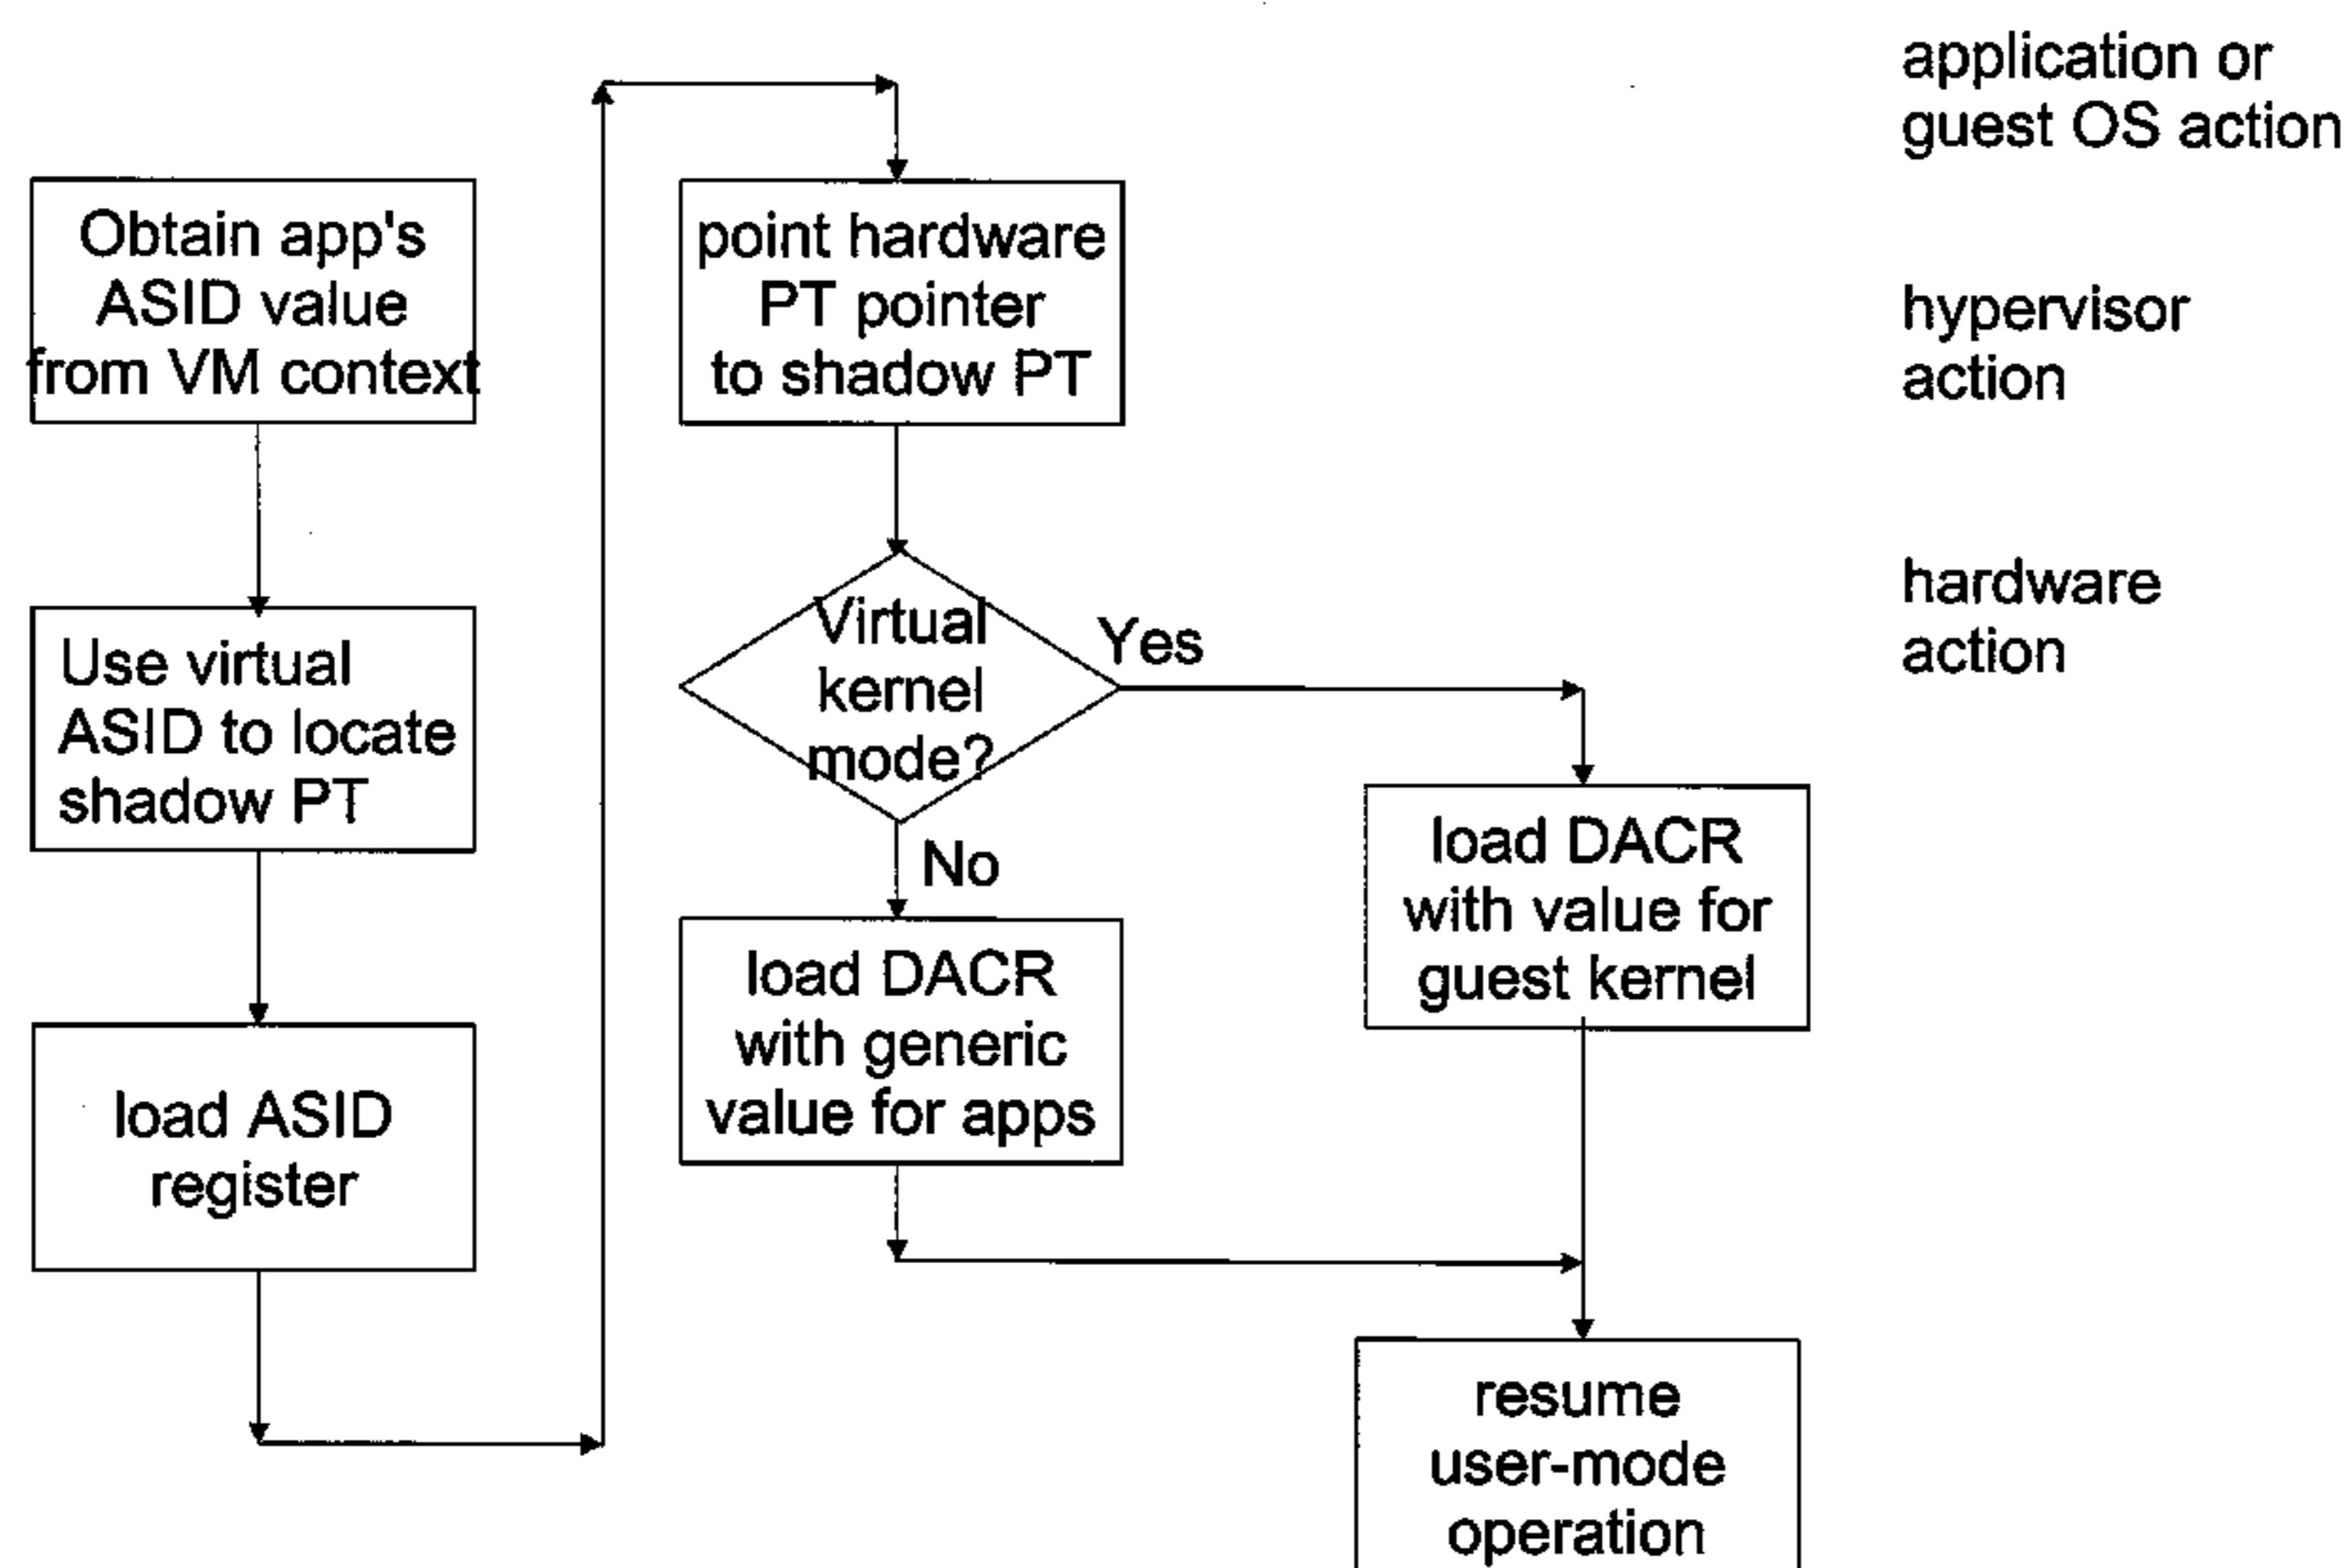 Obtain app's
ASID value
from VM context
Use virtual
ASID to locate
shadow PT
load ASID
register
point hardware
PT pointer
to shadow PT
Virtual
kernel
mode?
Yes
No
load DACR
with generic
value for apps
load DACR
with value for
guest kernel
resume
user-mode
operation
application or
guest OS action
hypervisor
action
hardware
action